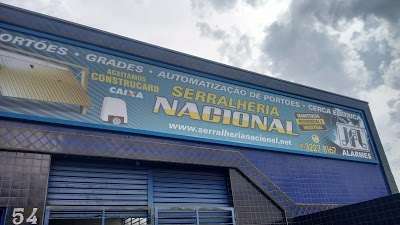 PORTÕES • GRADES • AUTOMATIZAÇÃO DE PORTÕES • CERCA ELÉTRICA
ACEITAMOS
CONSTRUCARD
CAIXA
SERRALHERIA
NACIONAL
www.serralherianacional.net
ALARMES
54